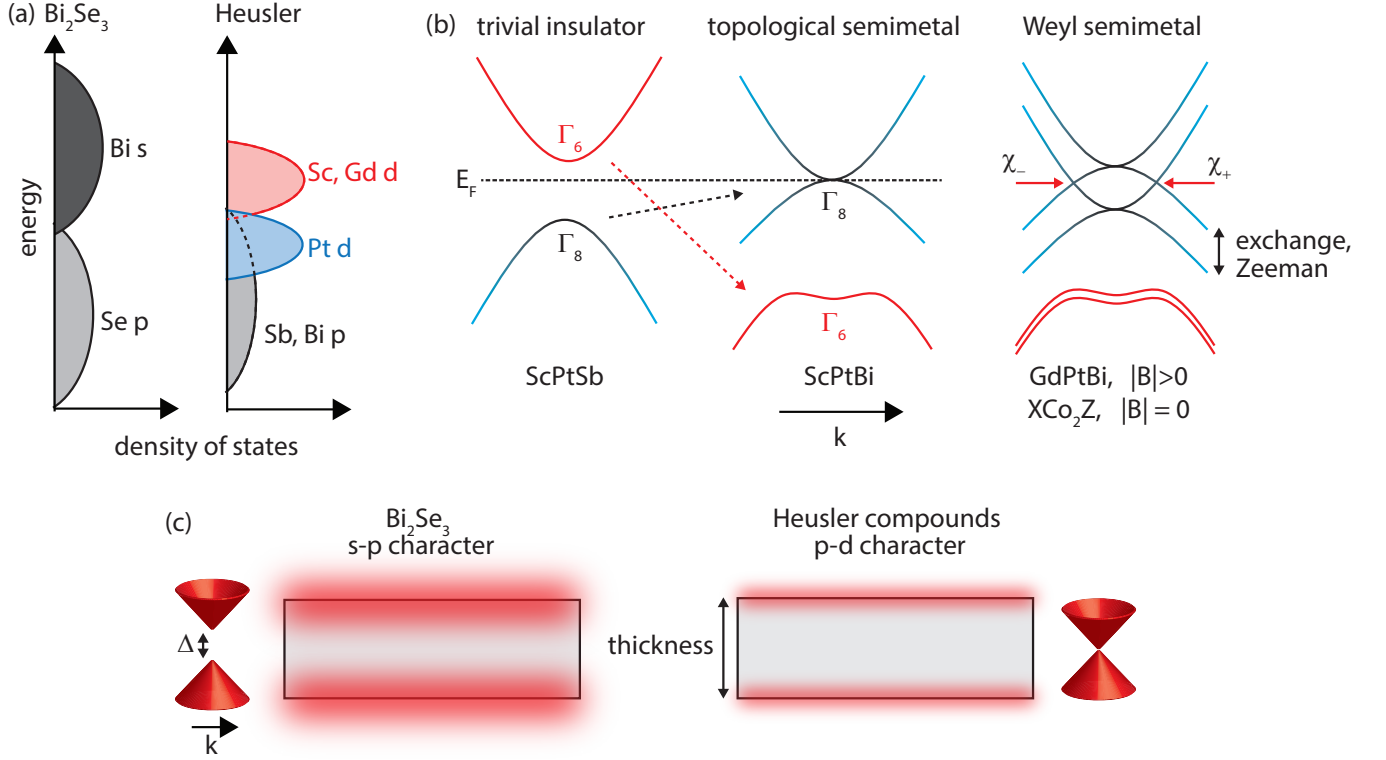 (a)
Bi₂Se₃
Heusler
energy
Bi s
Se p
Sc, Gd d
Pt d
Sb, Bi p
density of states
(b)
trivial insulator
topological semimetal
Weyl semimetal
E_F
Γ₆
Γ₈
Γ₈
Γ₆
χ₋
χ₊
exchange,
Zeeman
ScPtSb
ScPtBi
GdPtBi, |B|>0
XCo₂Z, |B| = 0
k
(c)
Bi₂Se₃
s-p character
Heusler compounds
p-d character
Δ
k
thickness